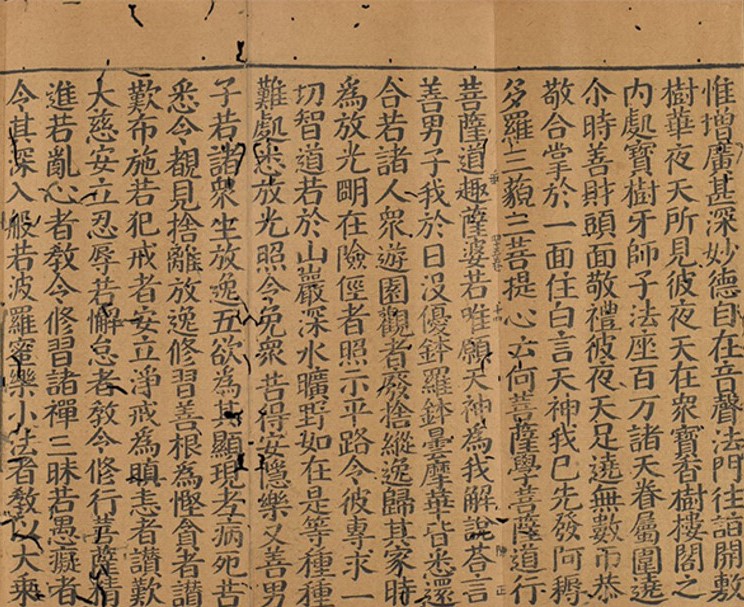 惟增廣甚深妙德自在音聲法門往詣開敷
樹華夜天所見彼夜天在衆寶香樹樓閣之
内處寶樹牙師子法座百万諸天眷屬圍遶
尒時善財頭面敬禮彼夜天足遶無數帀恭
敬合掌於一面住白言天神我已先發阿耨
多羅三藐三菩提心云何菩薩學菩薩道行
菩薩道趣薩婆若唯願天神為我解說荅言
善男子我於日没優鉢羅鉢曇摩華皆悉還
合若諸人衆遊園觀者廢捨縱逸歸其家時
為放光明在險徑者照示平路令彼專求一
切智道若於山巖深水曠野如在是等種種
難處悉放光照令免衆苦得安隱樂又善男
子若諸衆生放逸五欲為其顯現老病死苦
悉令覩見捨離放逸修習善根為慳貪者讃
歎布施若犯戒者安立淨戒為瞋恚者讃歎
大慈安立忍辱若懈怠者敎令修行菩薩精
進若亂心者敎令修習諸禪三昧若愚癡者
令其深入般若波羅蜜樂小法者敎以大乘